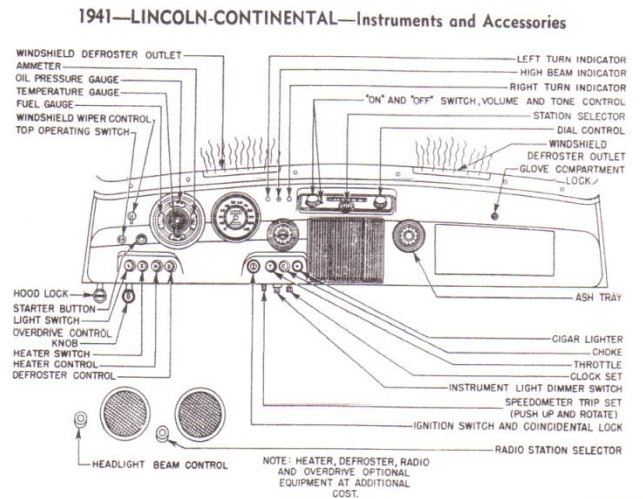 1941—LINCOLN-CONTINENTAL—Instruments and Accessories
WINDSHIELD DEFROSTER OUTLET
AMMETER
OIL PRESSURE GAUGE
TEMPERATURE GAUGE
FUEL GAUGE
WINDSHIELD WIPER CONTROL
TOP OPERATING SWITCH
LEFT TURN INDICATOR
HIGH BEAM INDICATOR
RIGHT TURN INDICATOR
"ON" AND "OFF" SWITCH, VOLUME AND TONE CONTROL
STATION SELECTOR
DIAL CONTROL
WINDSHIELD
DEFROSTER OUTLET
GLOVE COMPARTMENT
LOCK
HOOD LOCK
STARTER BUTTON
LIGHT SWITCH
OVERDRIVE CONTROL
KNOB
HEATER SWITCH
HEATER CONTROL
DEFROSTER CONTROL
ASH TRAY
CIGAR LIGHTER
CHOKE
THROTTLE
CLOCK SET
INSTRUMENT LIGHT DIMMER SWITCH
SPEEDOMETER TRIP SET
(PUSH UP AND ROTATE)
IGNITION SWITCH AND COINCIDENTAL LOCK
RADIO STATION SELECTOR
HEADLIGHT BEAM CONTROL
NOTE: HEATER, DEFROSTER, RADIO
AND OVERDRIVE OPTIONAL
EQUIPMENT AT ADDITIONAL
COST.